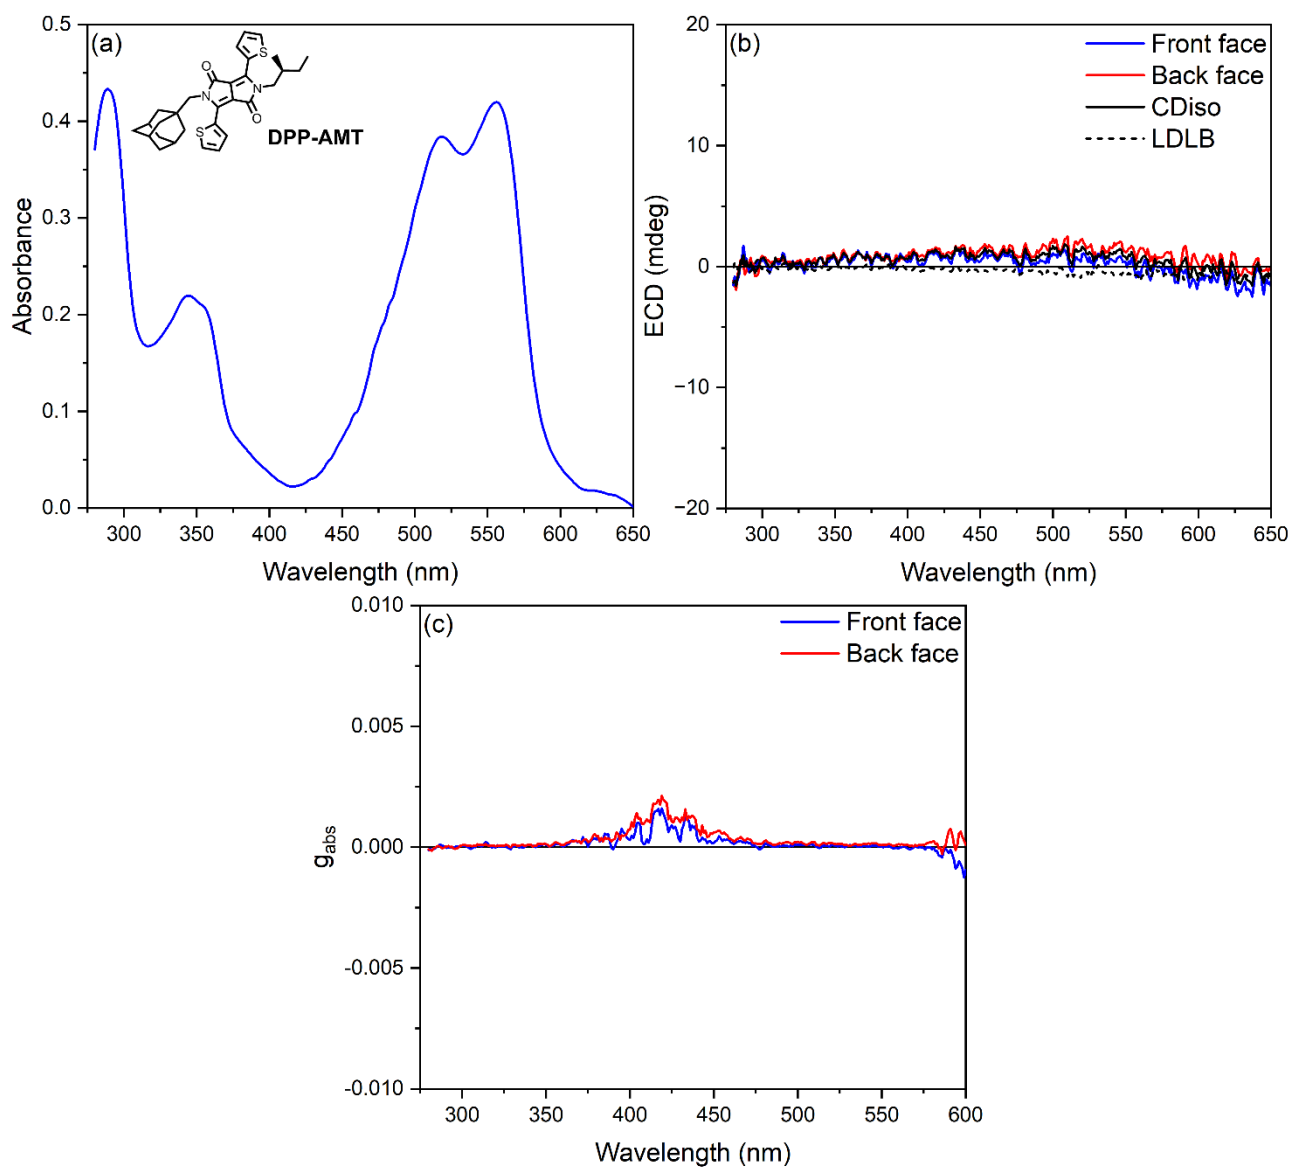 (a)
0.5
0.4
0.3
0.2
0.1
0.0
Absorbance
S
O
N
N
O
S
DPP-AMT
300 350 400 450 500 550 600 650
Wavelength (nm)
(b)
20
10
0
−10
−20
ECD (mdeg)
Front face
Back face
CDiso
LDLB
300 350 400 450 500 550 600 650
Wavelength (nm)
(c)
0.010
0.005
0.000
-0.005
-0.010
gabs
Front face
Back face
300 350 400 450 500 550 600
Wavelength (nm)